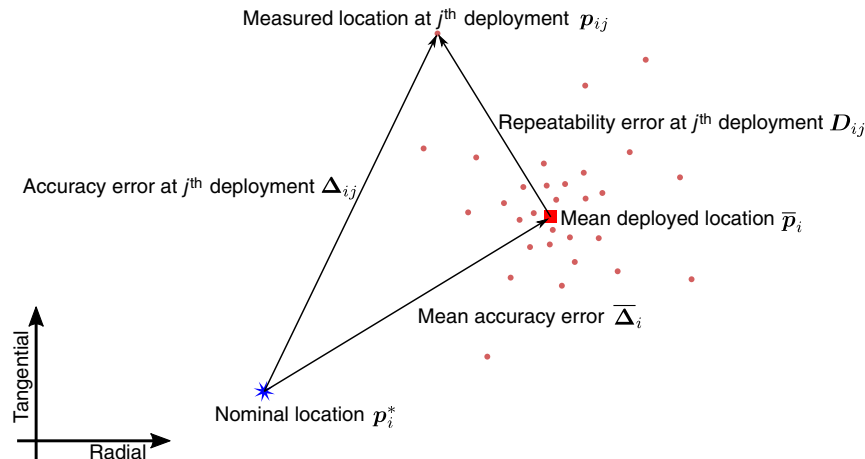 Measured location at jth deployment p_ij
Repeatability error at jth deployment D_ij
Accuracy error at jth deployment Δ_ij
Mean deployed location p̅_i
Mean accuracy error Δ̅_i
Nominal location p_i^*
Tangential
Radial